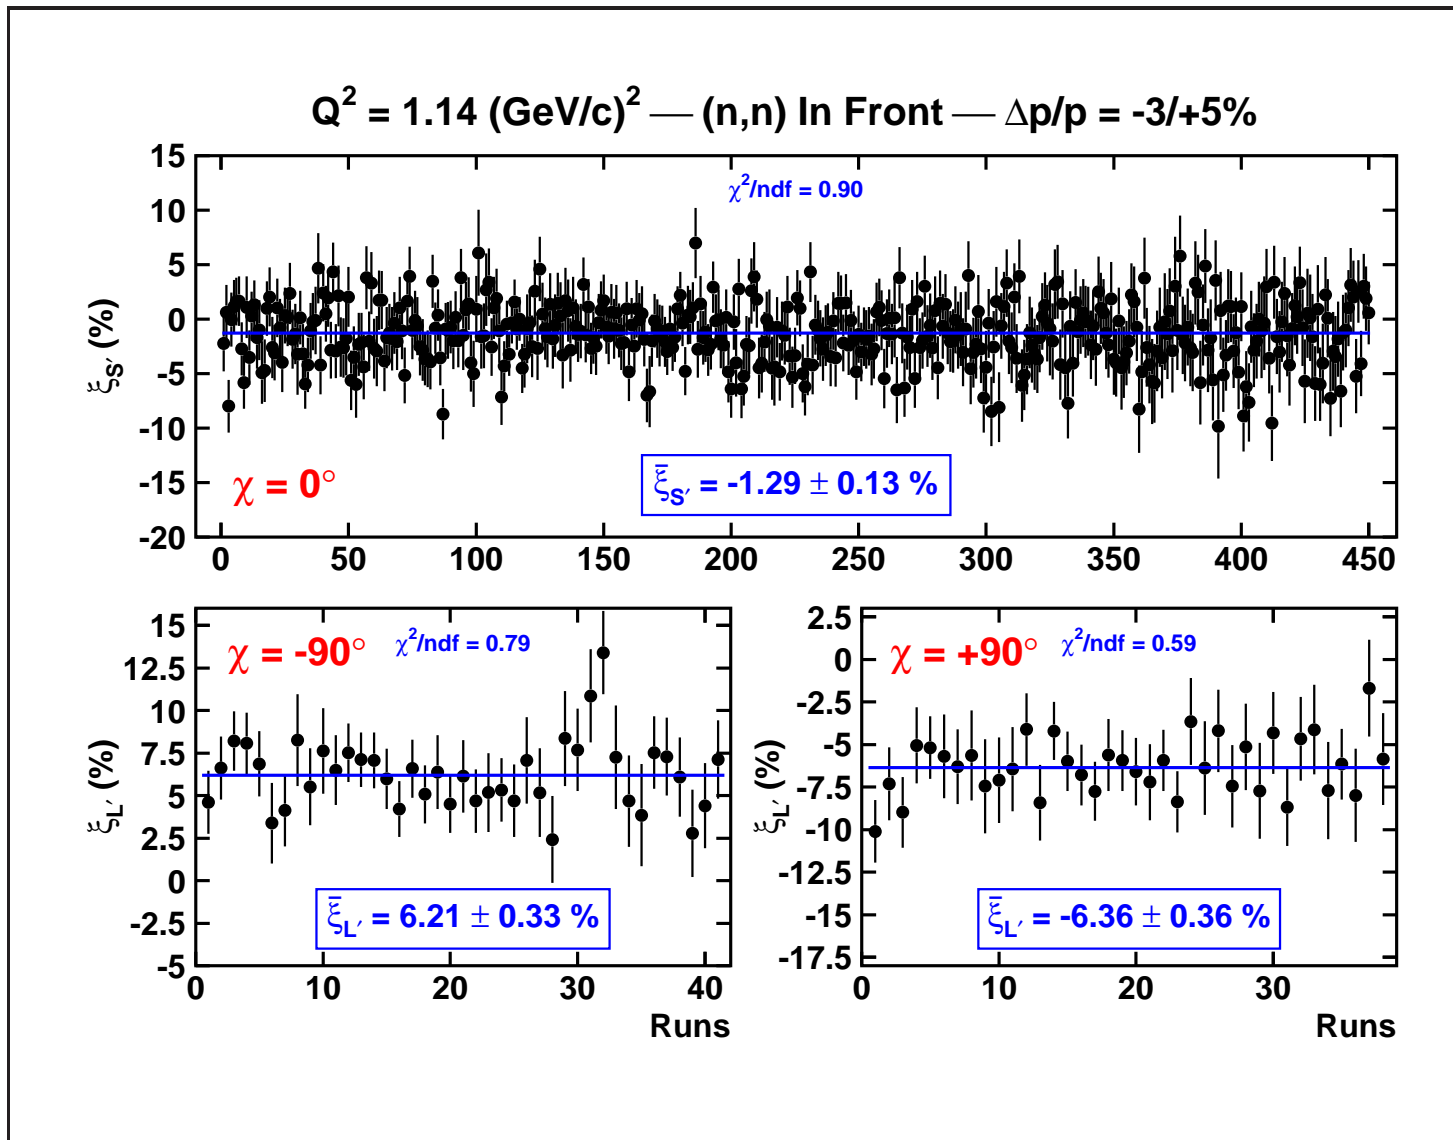 Q² = 1.14 (GeV/c)² — (n,n) In Front — Δp/p = -3/+5%
15
10
5
0
-5
-10
-15
-20
ξS′ (%)
χ²/ndf = 0.90
χ = 0°
ξ̄S′ = -1.29 ± 0.13 %
0 50 100 150 200 250 300 350 400 450
15
12.5
10
7.5
5
2.5
0
-2.5
-5
ξL′ (%)
χ = -90°
χ²/ndf = 0.79
ξ̄L′ = 6.21 ± 0.33 %
0 10 20 30 40
Runs
2.5
0
-2.5
-5
-7.5
-10
-12.5
-15
-17.5
ξL′ (%)
χ = +90°
χ²/ndf = 0.59
ξ̄L′ = -6.36 ± 0.36 %
0 10 20 30
Runs